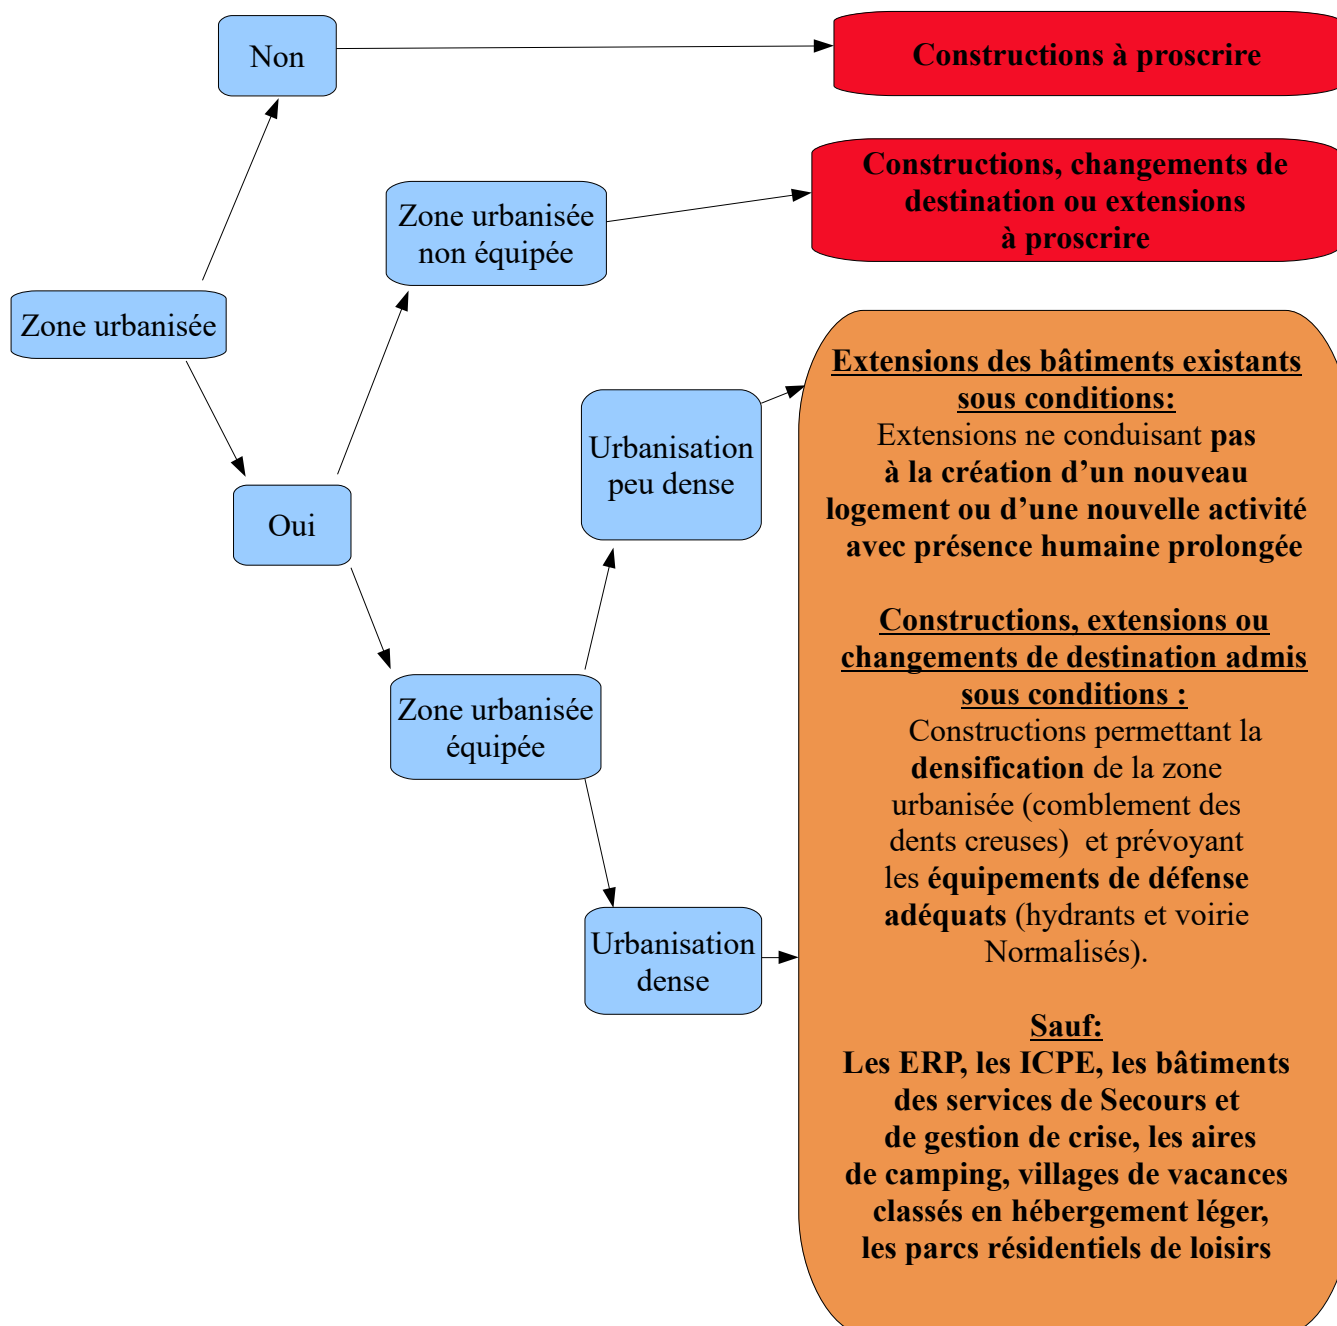 Non
Constructions à proscrire
Zone urbanisée
non équipée
Constructions, changements de
destination ou extensions
à proscrire
Zone urbanisée
Oui
Urbanisation
peu dense
Zone urbanisée
équipée
Urbanisation
dense
Extensions des bâtiments existants
sous conditions:
Extensions ne conduisant pas
à la création d’un nouveau
logement ou d’une nouvelle activité
avec présence humaine prolongée
Constructions, extensions ou
changements de destination admis
sous conditions :
Constructions permettant la
densification de la zone
urbanisée (comblement des
dents creuses) et prévoyant
les équipements de défense
adéquats (hydrants et voirie
Normalisés).
Sauf:
Les ERP, les ICPE, les bâtiments
des services de Secours et
de gestion de crise, les aires
de camping, villages de vacances
classés en hébergement léger,
les parcs résidentiels de loisirs